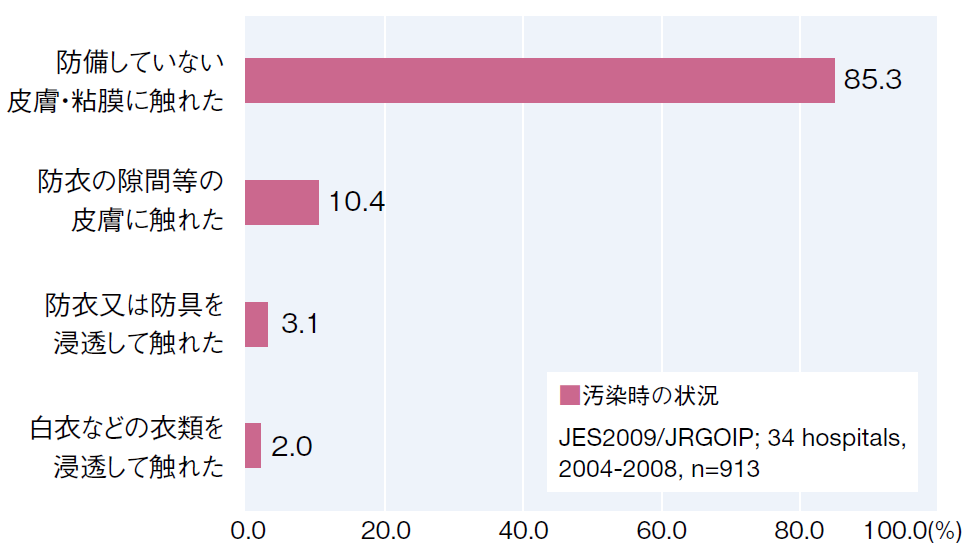 防備していない
皮膚・粘膜に触れた
85.3
防衣の隙間等の
皮膚に触れた
10.4
防衣又は防具を
浸透して触れた
3.1
白衣などの衣類を
浸透して触れた
2.0
汚染時の状況
JES2009/JRGOIP; 34 hospitals,
2004-2008, n=913
0.0 20.0 40.0 60.0 80.0 100.0(%)